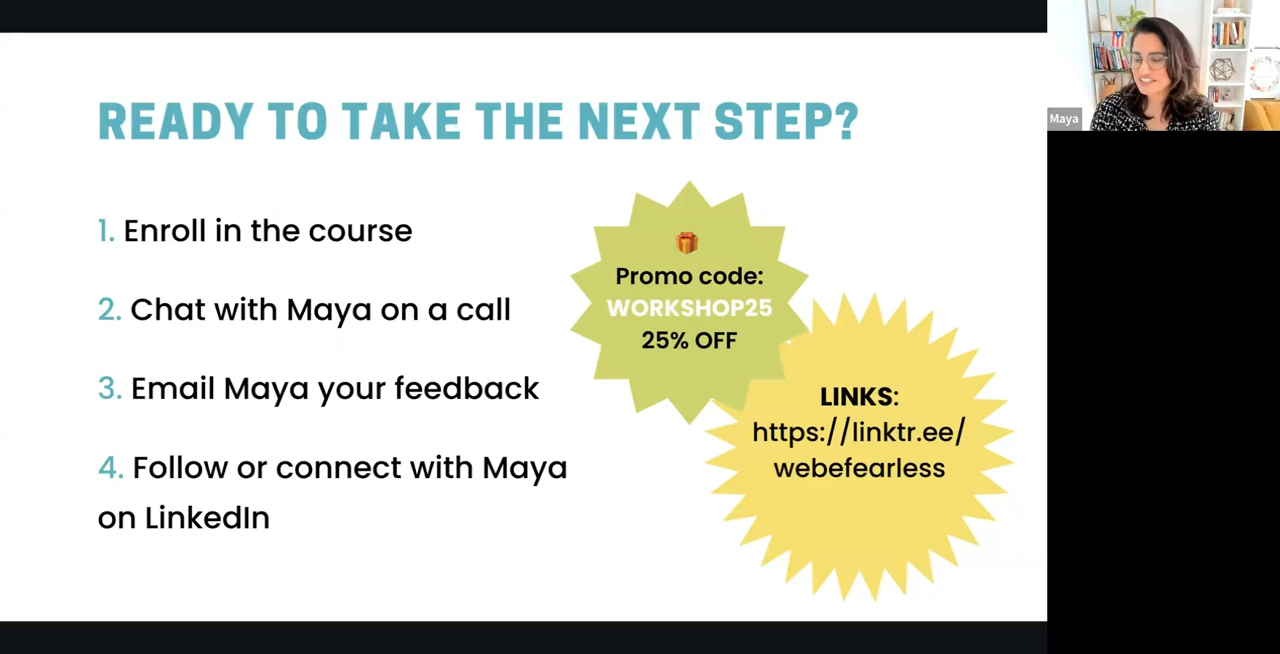 READY TO TAKE THE NEXT STEP?
1. Enroll in the course
2. Chat with Maya on a call
3. Email Maya your feedback
4. Follow or connect with Maya
on LinkedIn
Promo code:
WORKSHOP25
25% OFF
LINKS:
https://linktr.ee/
webefearless
Maya